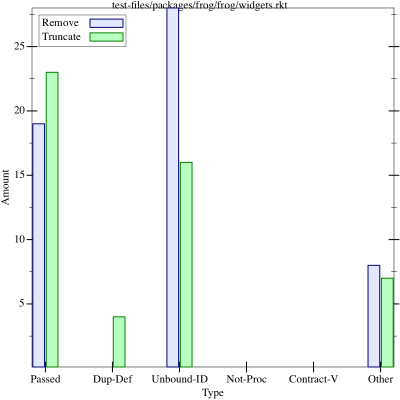 test-files/packages/frog/frog/widgets.rkt
Remove
Truncate
25
20
15
10
5
Amount
Passed Dup-Def Unbound-ID Not-Proc Contract-V Other
Type